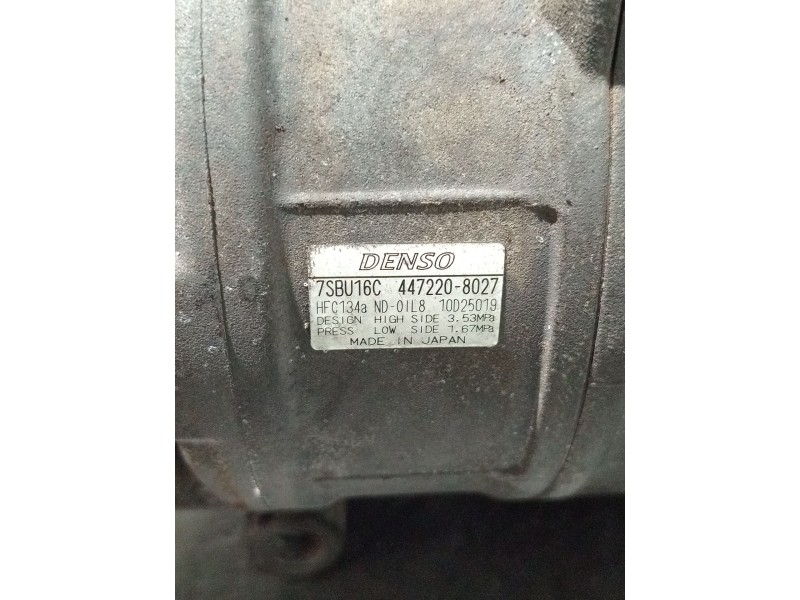 DENSO
7SBU16C 447220-8027
HFC134a ND-OIL8 10D25019
DESIGN HIGH SIDE 3.53MPa
PRESS LOW SIDE 1.67MPa
MADE IN JAPAN